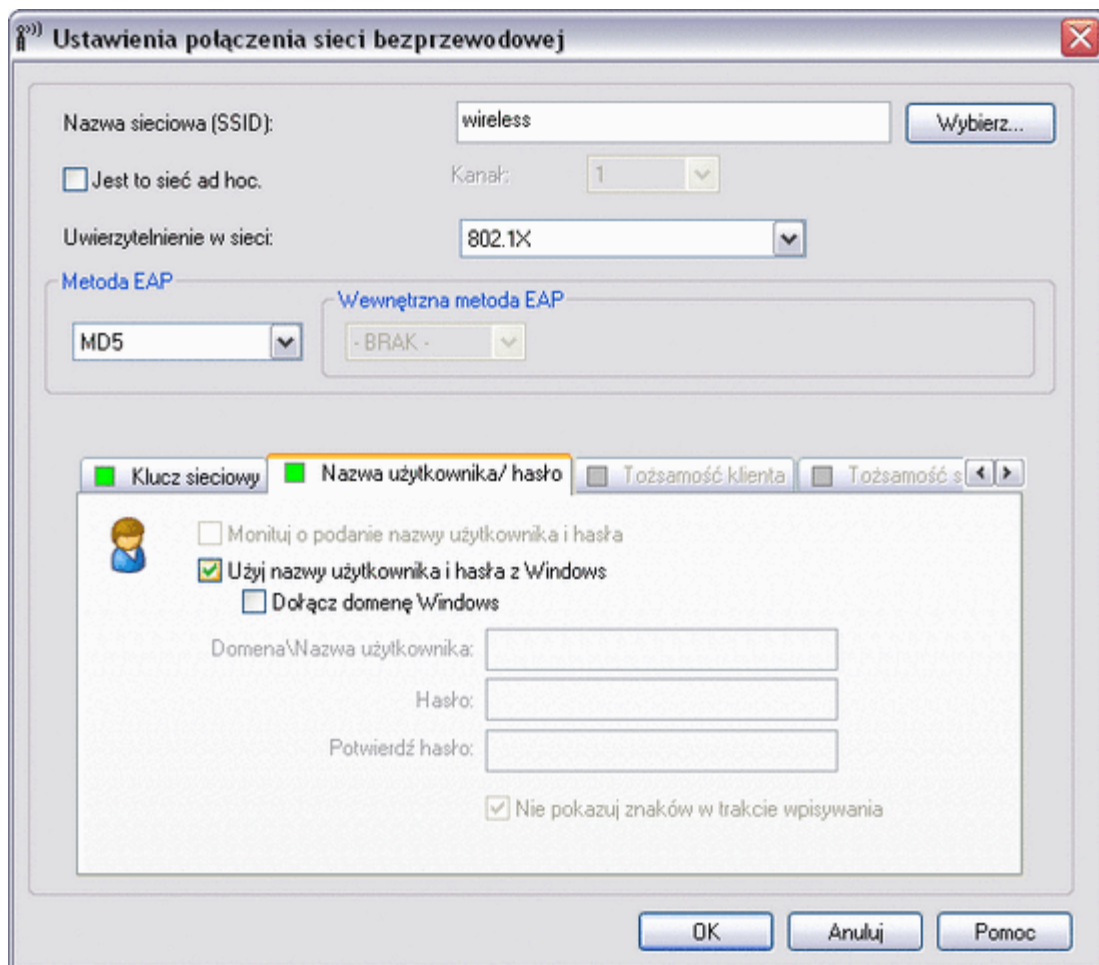 Ustawienia połączenia sieci bezprzewodowej
Nazwa sieciowa (SSID): wireless Wybierz...
Jest to sieć ad hoc. Kanał: 1
Uwierzytelnienie w sieci: 802.1X
Metoda EAP
Wewnętrzna metoda EAP
MD5 - BRAK -
Klucz sieciowy Nazwa użytkownika/ hasło Tożsamość klienta Tożsamość s
Monituj o podanie nazwy użytkownika i hasła
Użyj nazwy użytkownika i hasła z Windows
Dołącz domenę Windows
Domena\Nazwa użytkownika:
Hasło:
Potwierdź hasło:
Nie pokazuj znaków w trakcie wpisywania
OK Anuluj Pomoc